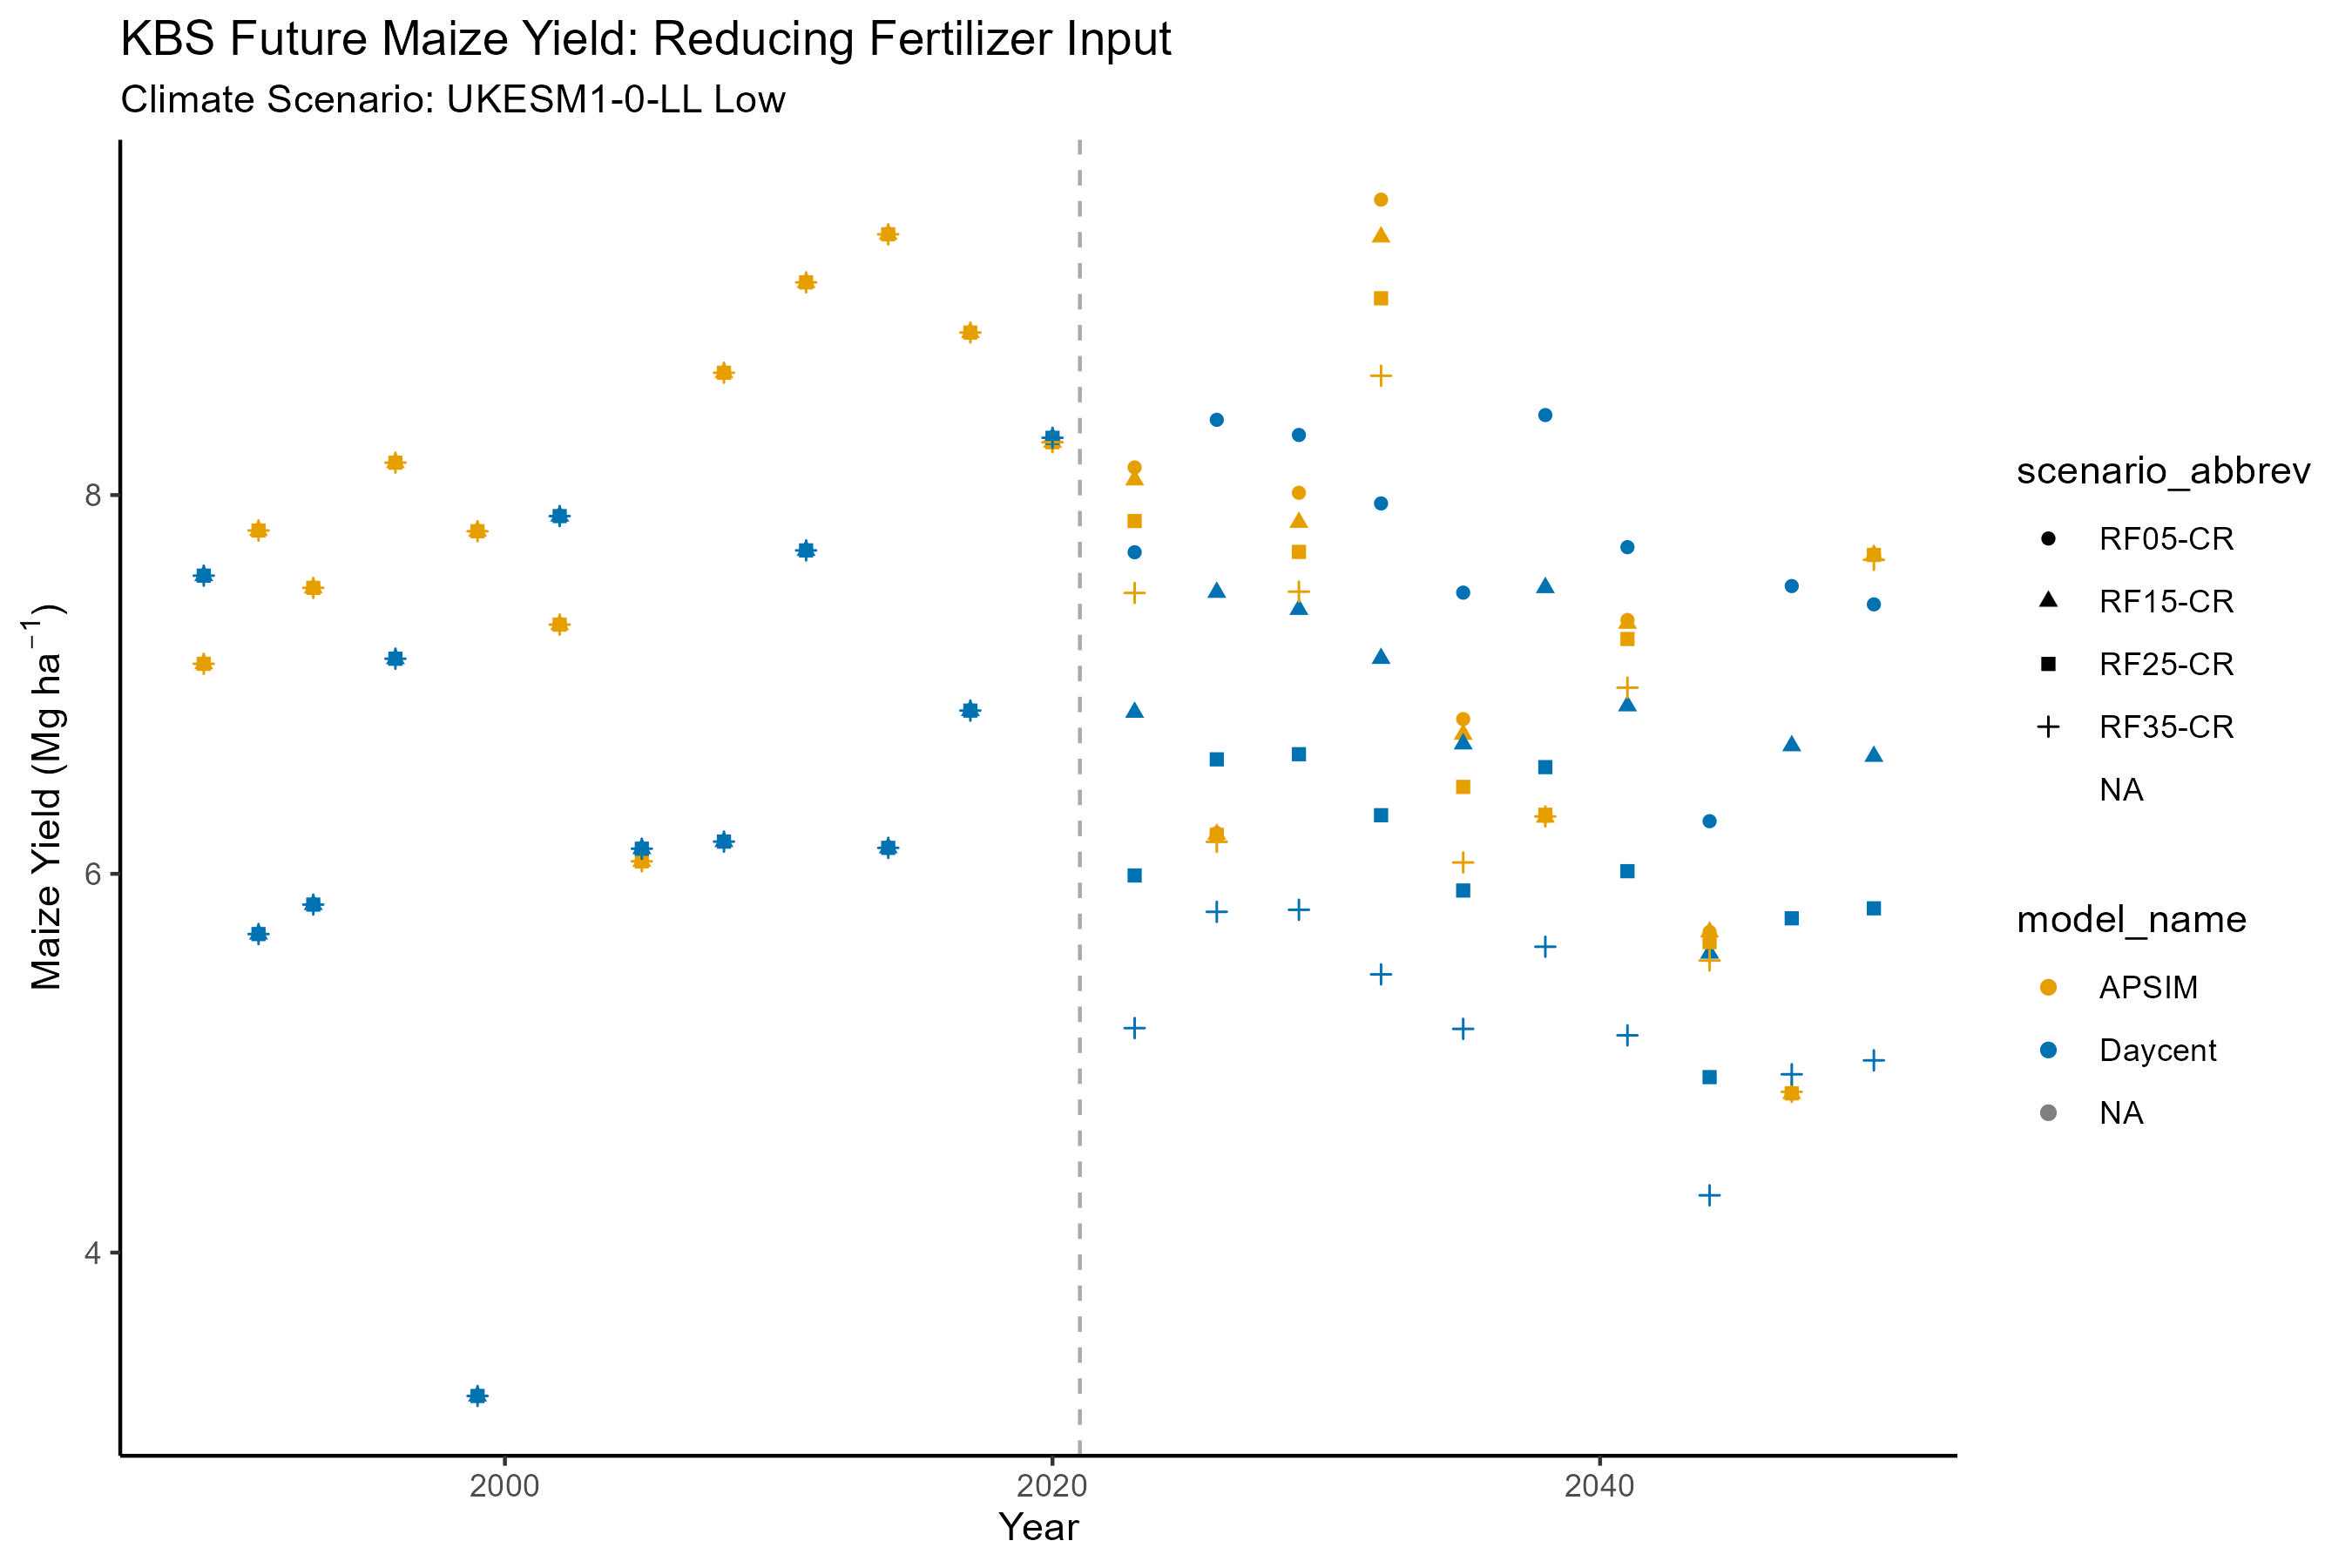 KBS Future Maize Yield: Reducing Fertilizer Input
Climate Scenario: UKESM1-0-LL Low
Maize Yield (Mg ha⁻¹)
8
6
4
2000
2020
2040
Year
scenario_abbrev
RF05-CR
RF15-CR
RF25-CR
RF35-CR
NA
model_name
APSIM
Daycent
NA